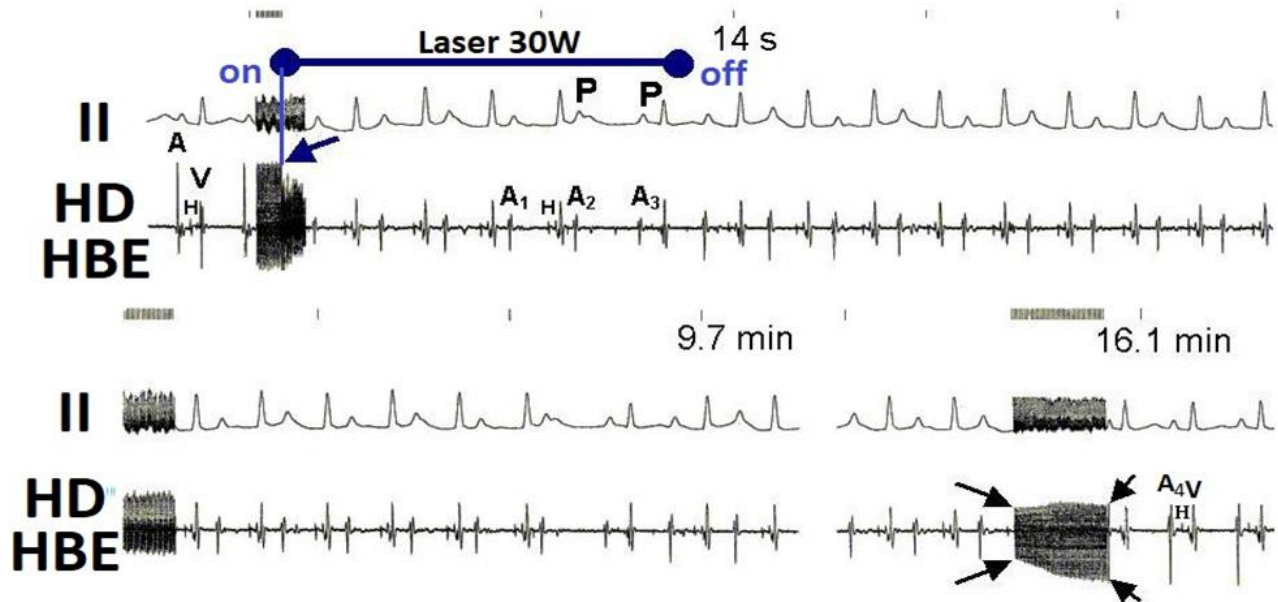 Laser 30W 14 s
on off
P P
II
A
V
HD A₁ H A₂ A₃
H
HBE
9.7 min 16.1 min
II
HD A₄V
H
HBE